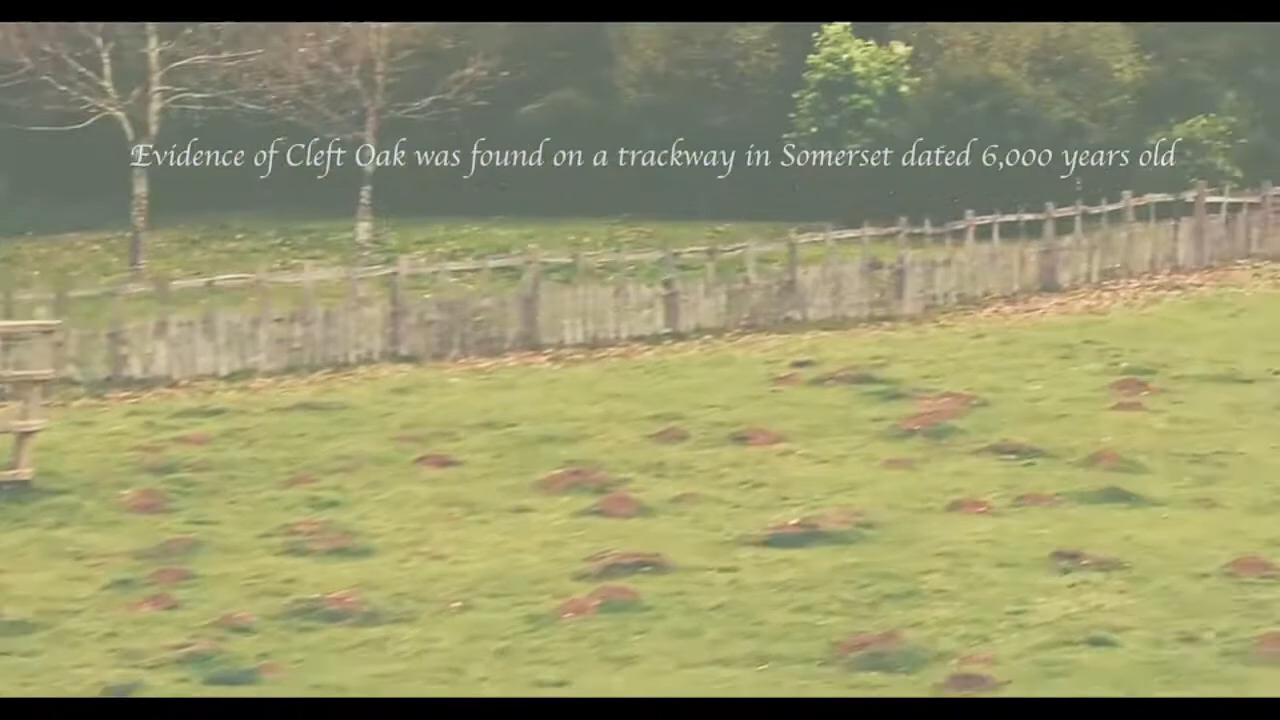 Evidence of Cleft Oak was found on a trackway in Somerset dated 6,000 years old